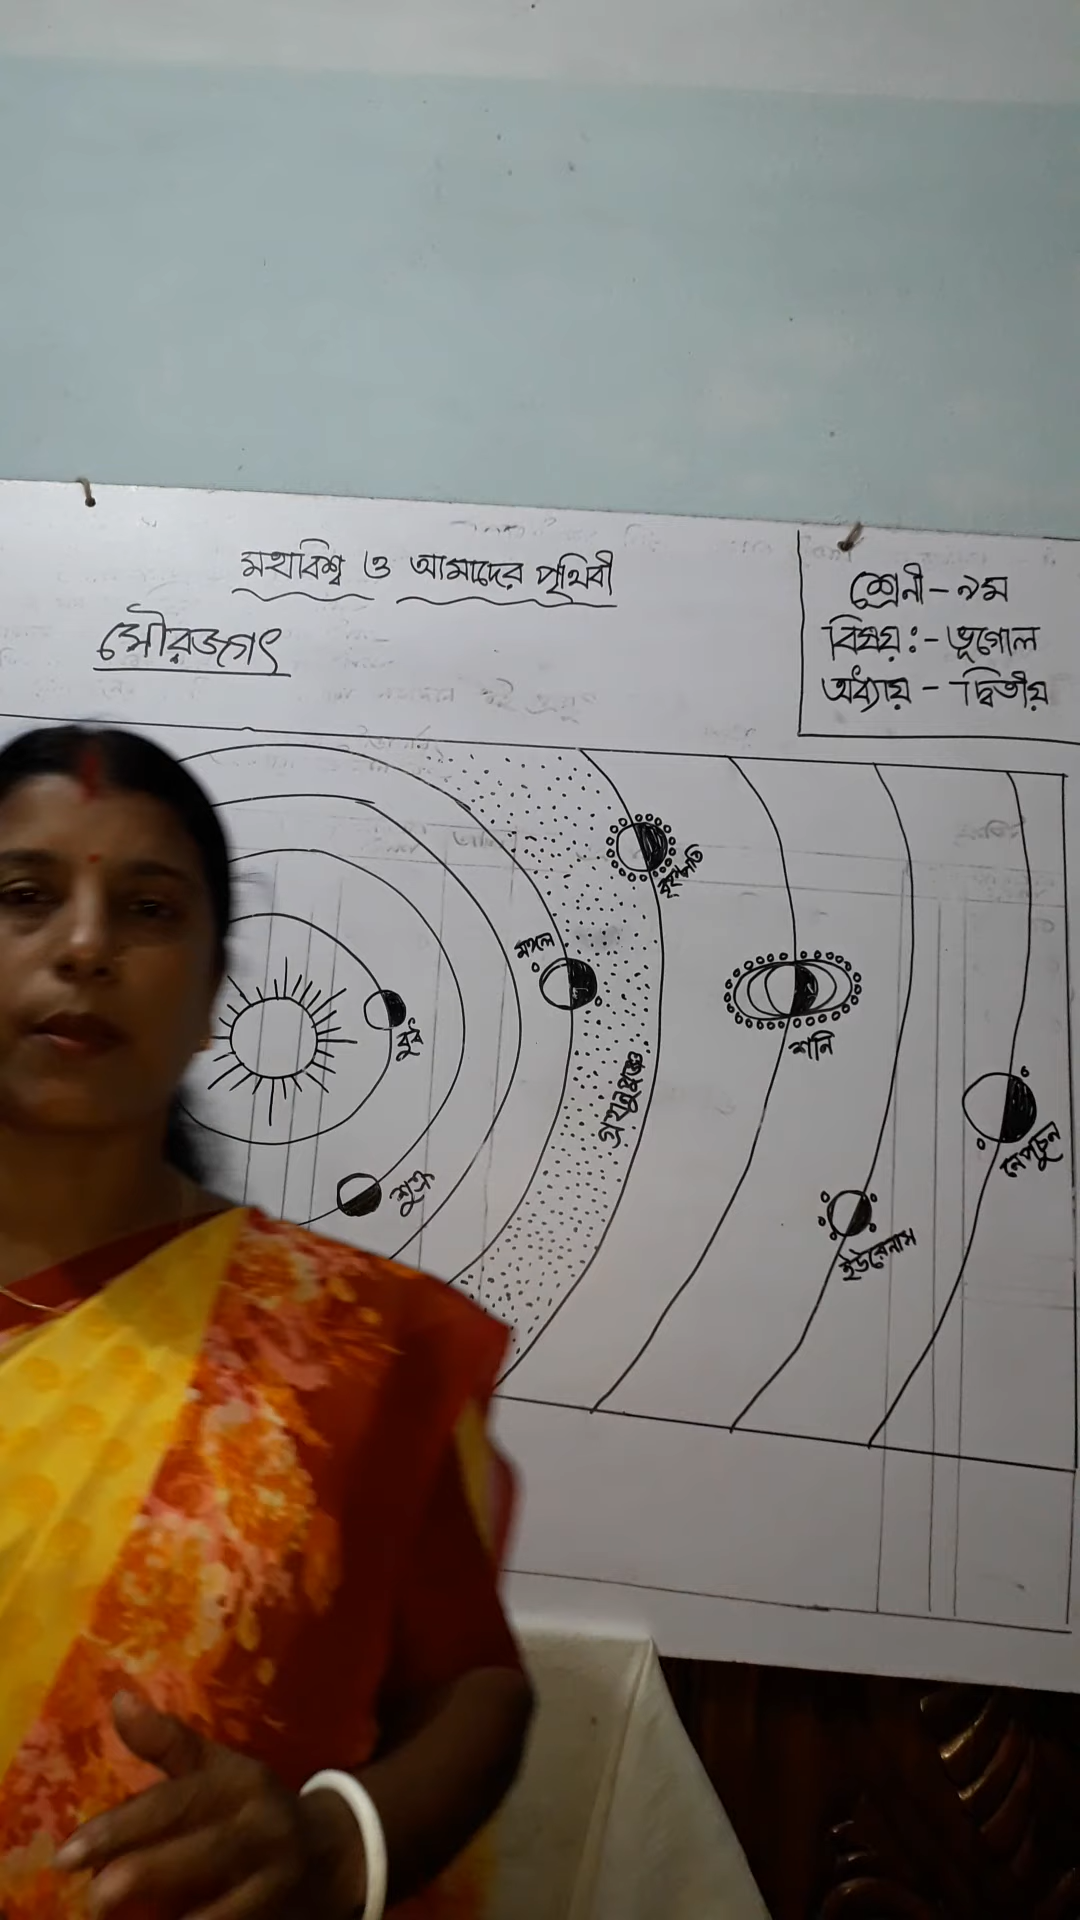 মহাবিশ্ব ও আমাদের পৃথিবী
সৌরজগৎ
শ্রেনী - ৯ম
বিষয়ঃ- ভূগোল
অধ্যায় - দ্বিতীয়
বৃহস্পতি
মঙ্গল
বুধ
শনি
গ্রহানুপুঞ্জ
নেপচুন
শুক্র
ইউরেনাস